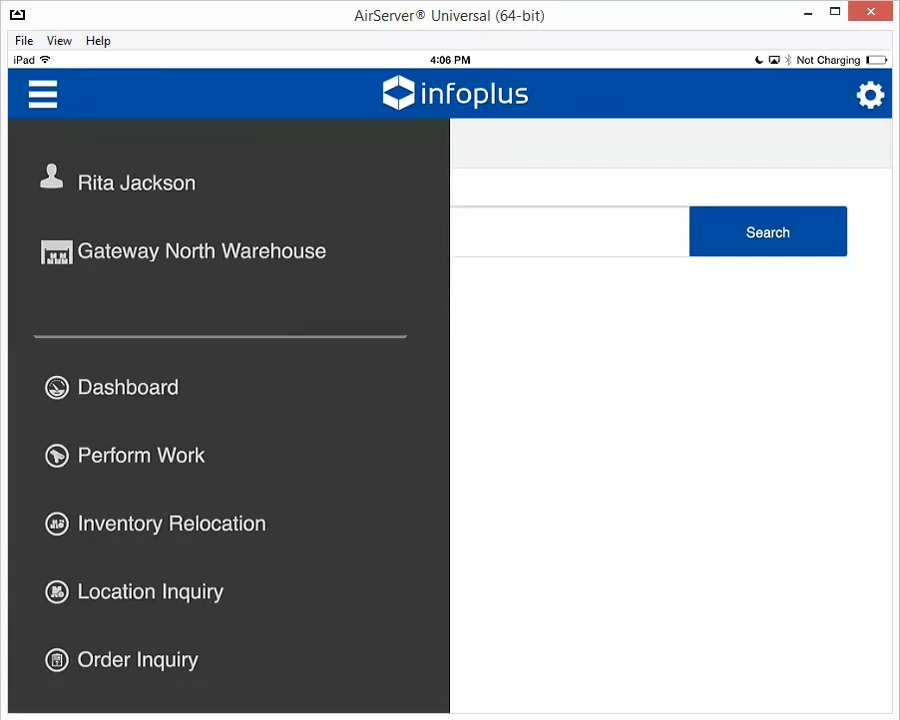 AirServer® Universal (64-bit)
File View Help
iPad 4:06 PM Not Charging
infoplus
Rita Jackson
Gateway North Warehouse
Search
Dashboard
Perform Work
Inventory Relocation
Location Inquiry
Order Inquiry